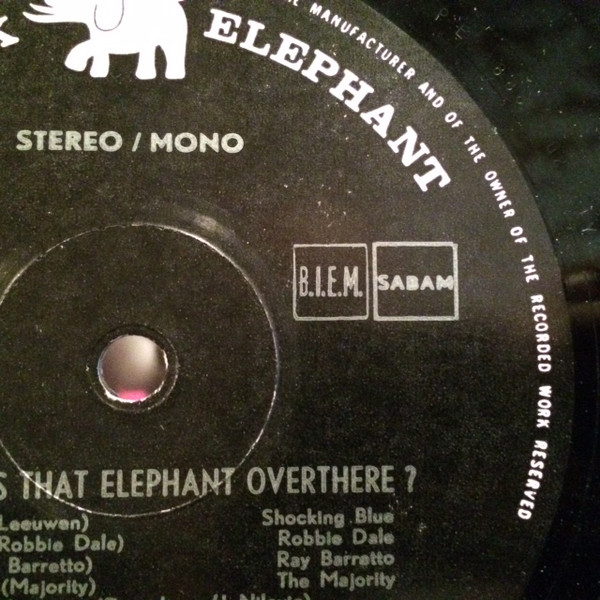 ELEPHANT
MANUFACTURER AND OF THE OWNER OF THE RECORDED WORK RESERVED
STEREO / MONO
B.I.E.M. SABAM
THAT ELEPHANT OVERTHERE ?
Leeuwen) Shocking Blue
Robbie Dale) Robbie Dale
Barretto) Ray Barretto
(Majority) The Majority